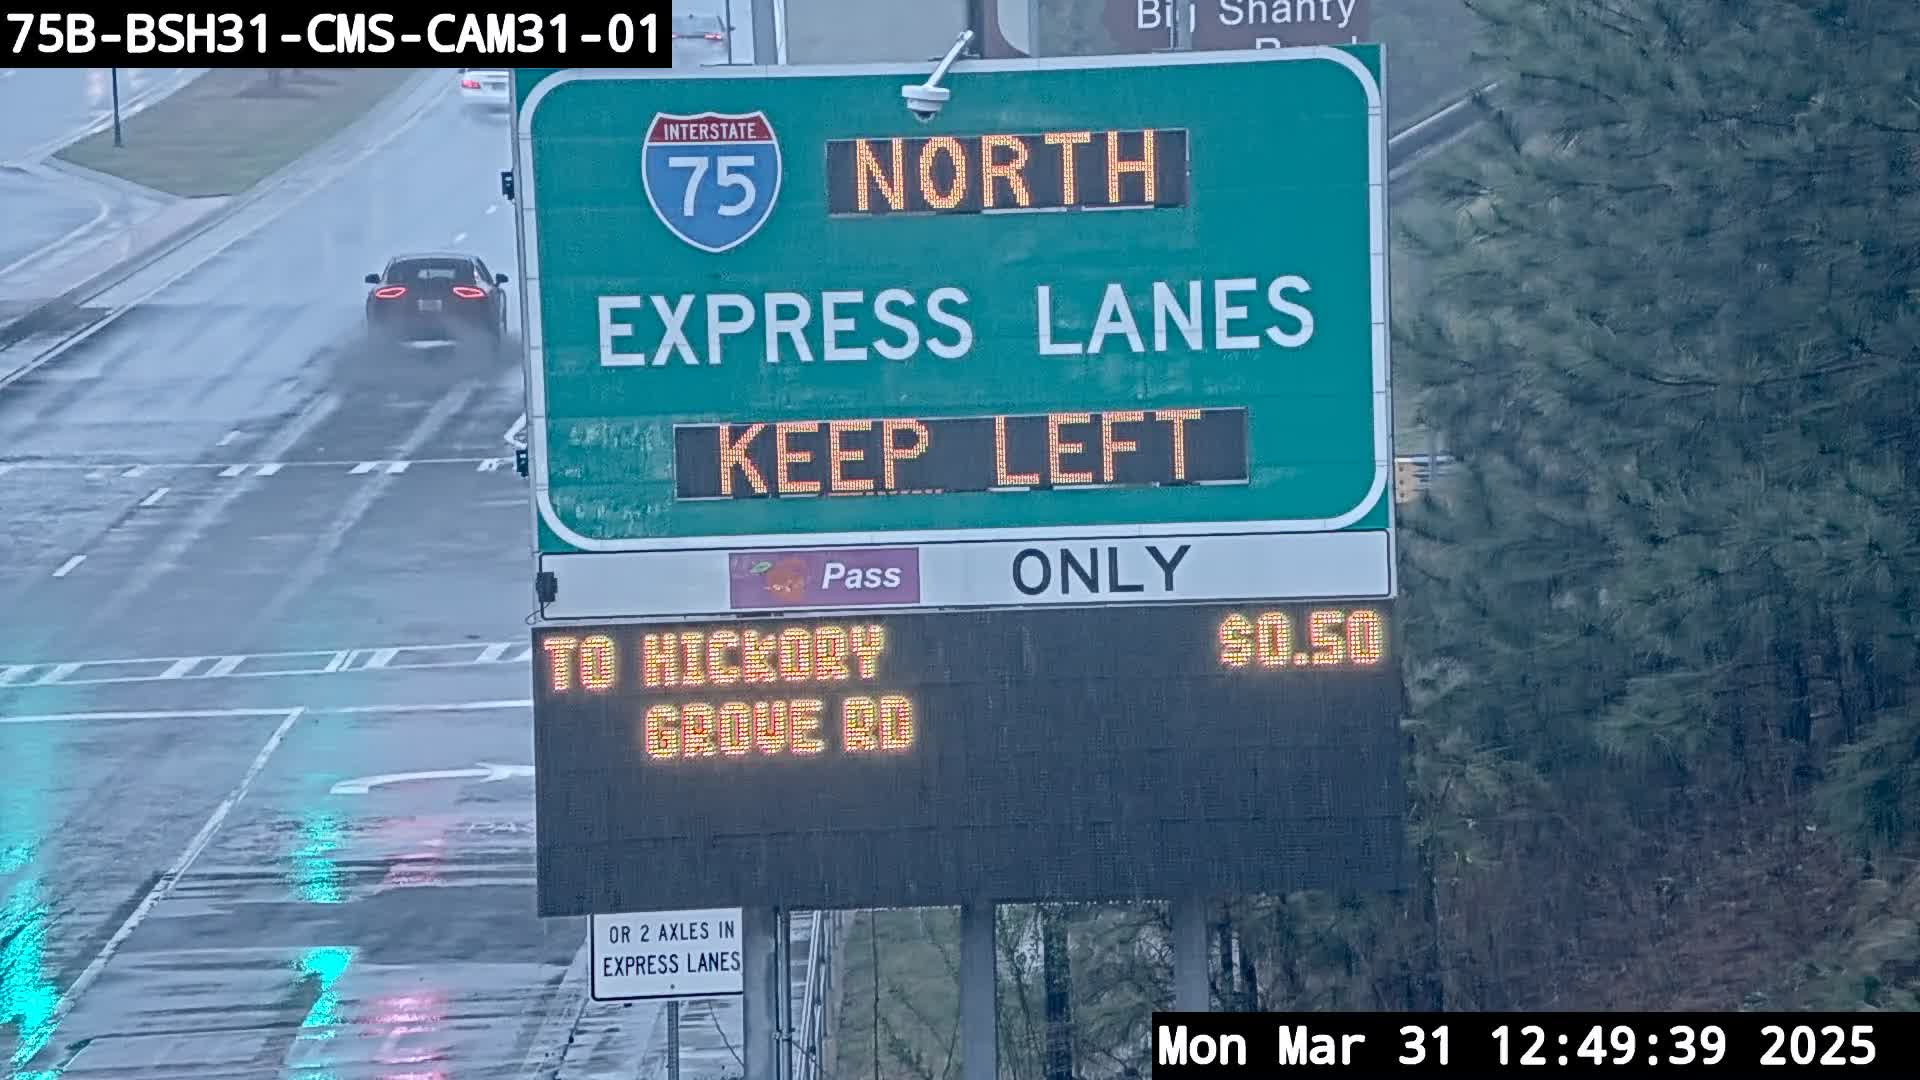 75B-BSH31-CMS-CAM31-01
Big Shanty
INTERSTATE
75
NORTH
EXPRESS LANES
KEEP LEFT
Pass
ONLY
TO HICKORY $0.50
GROVE RD
OR 2 AXLES IN
EXPRESS LANES
Mon Mar 31 12:49:39 2025